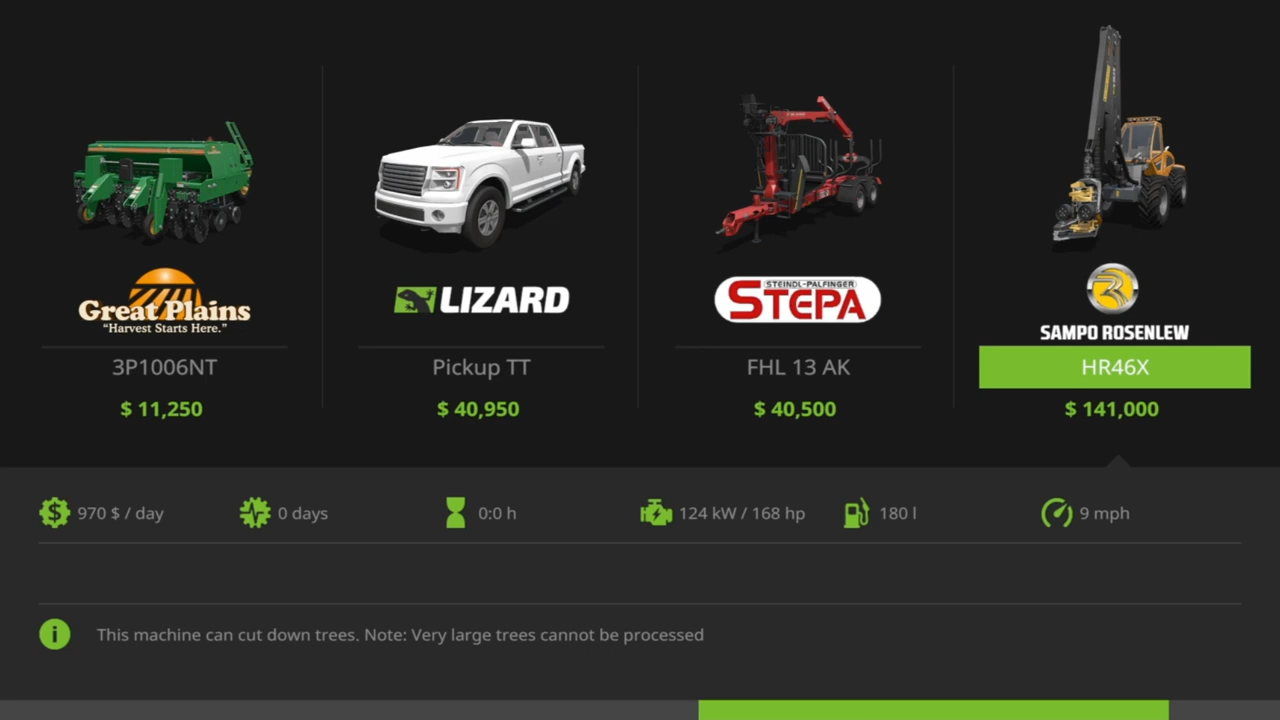 Great Plains
“Harvest Starts Here.”
LIZARD
STEINDL-PALFINGER
STEPA
SAMPO ROSENLEW
3P1006NT
Pickup TT
FHL 13 AK
HR46X
$ 11,250
$ 40,950
$ 40,500
$ 141,000
970 $ / day
0 days
0:0 h
124 kW / 168 hp
180 l
9 mph
This machine can cut down trees. Note: Very large trees cannot be processed